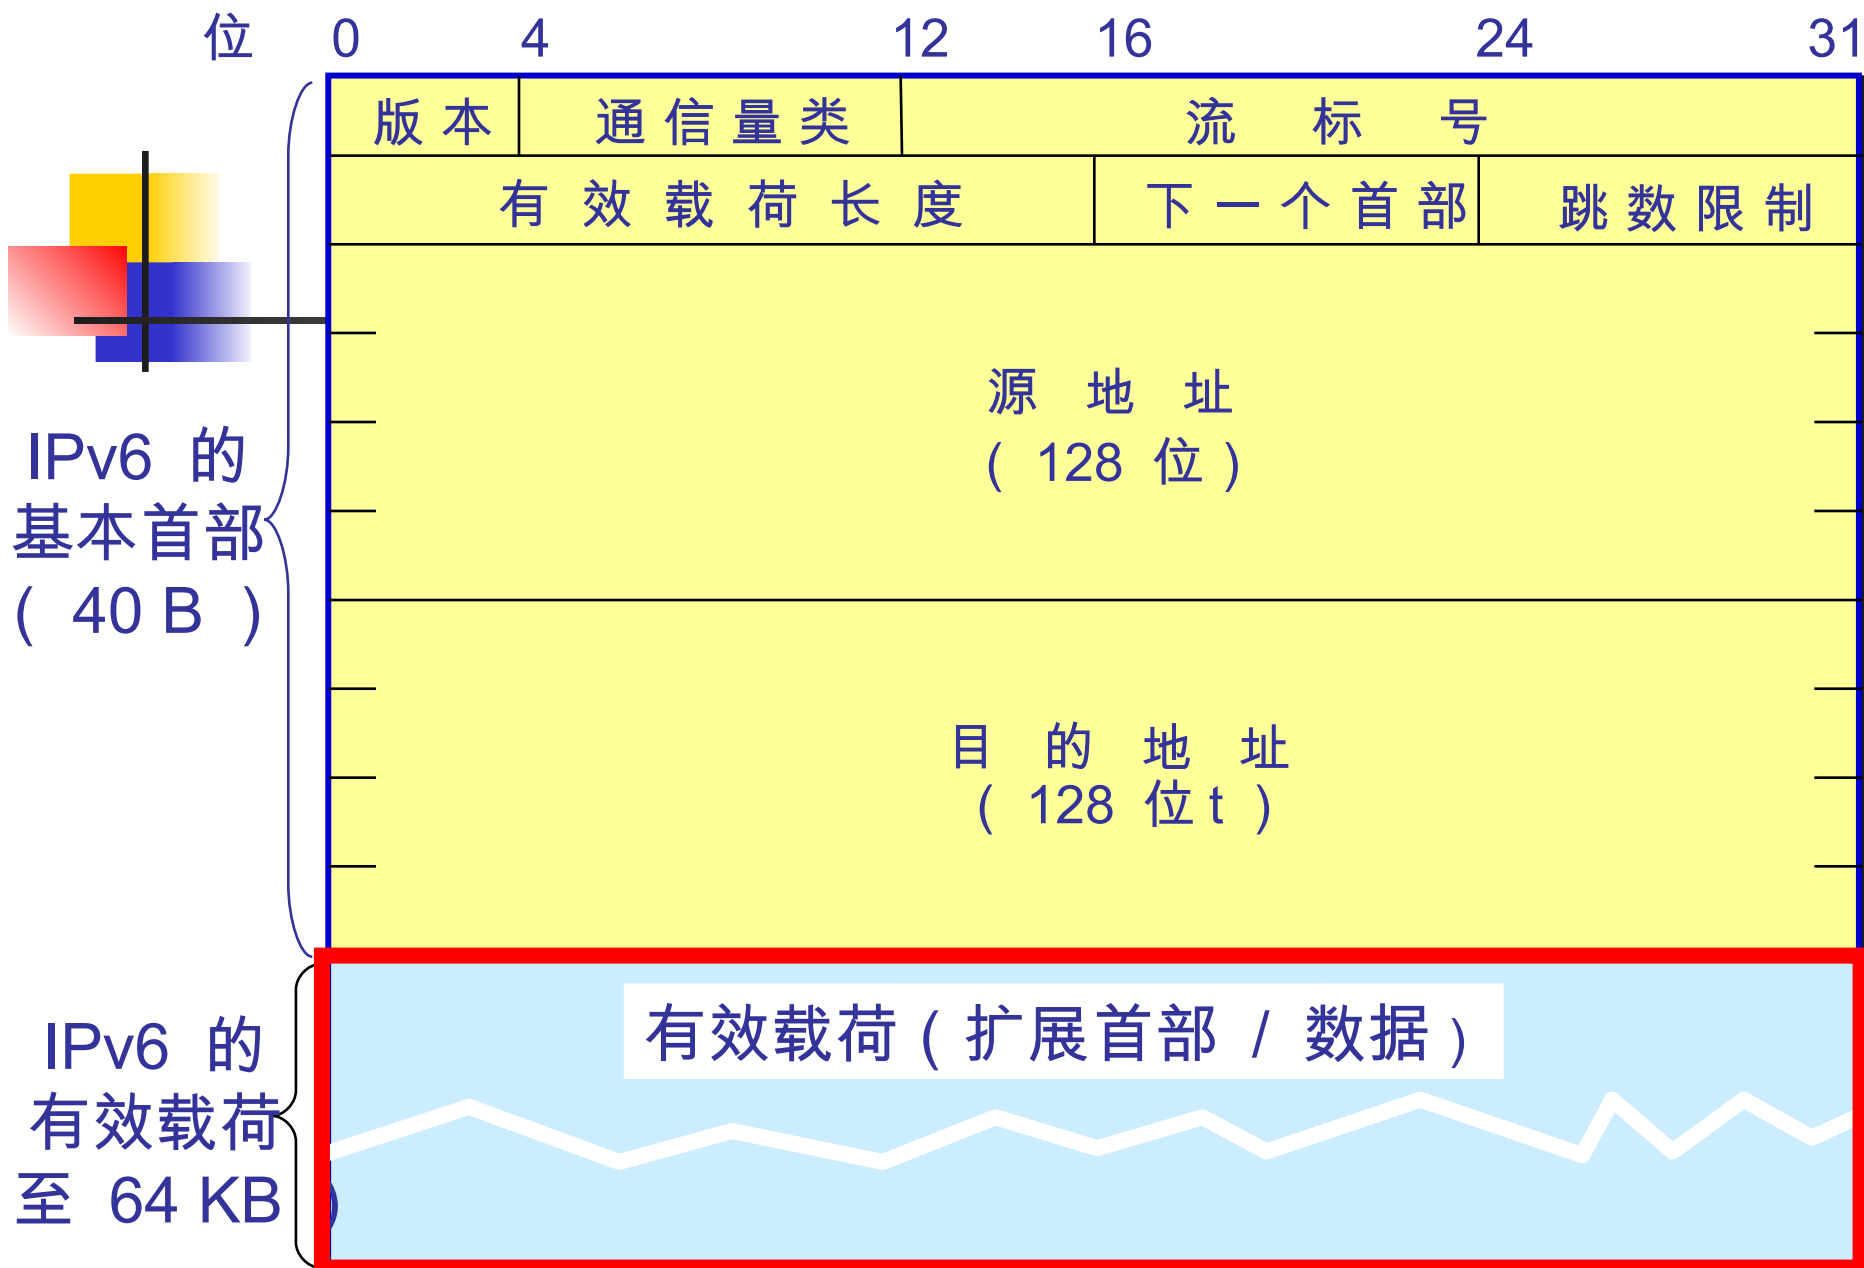 位 0 4 12 16 24 31
版本 通信量类 流标号
有效载荷长度 下一个首部 跳数限制
源地址
( 128 位 )
IPv6 的
基本首部
( 40 B )
目的地址
( 128 位t )
有效载荷 ( 扩展首部 / 数据 )
IPv6 的
有效载荷
至 64 KB )